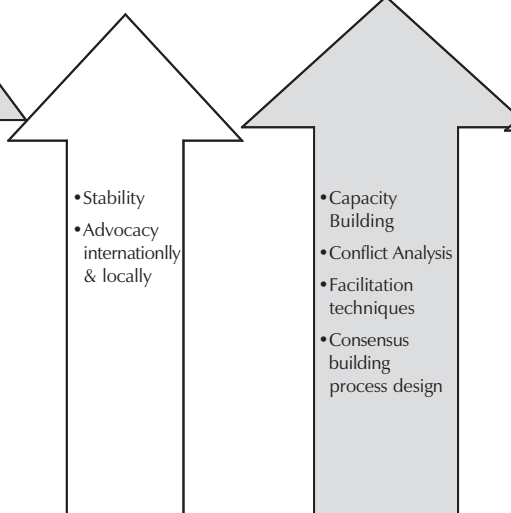 •Stability
•Advocacy
internationlly
& locally
•Capacity
Building
•Conflict Analysis
•Facilitation
techniques
•Consensus
building
process design